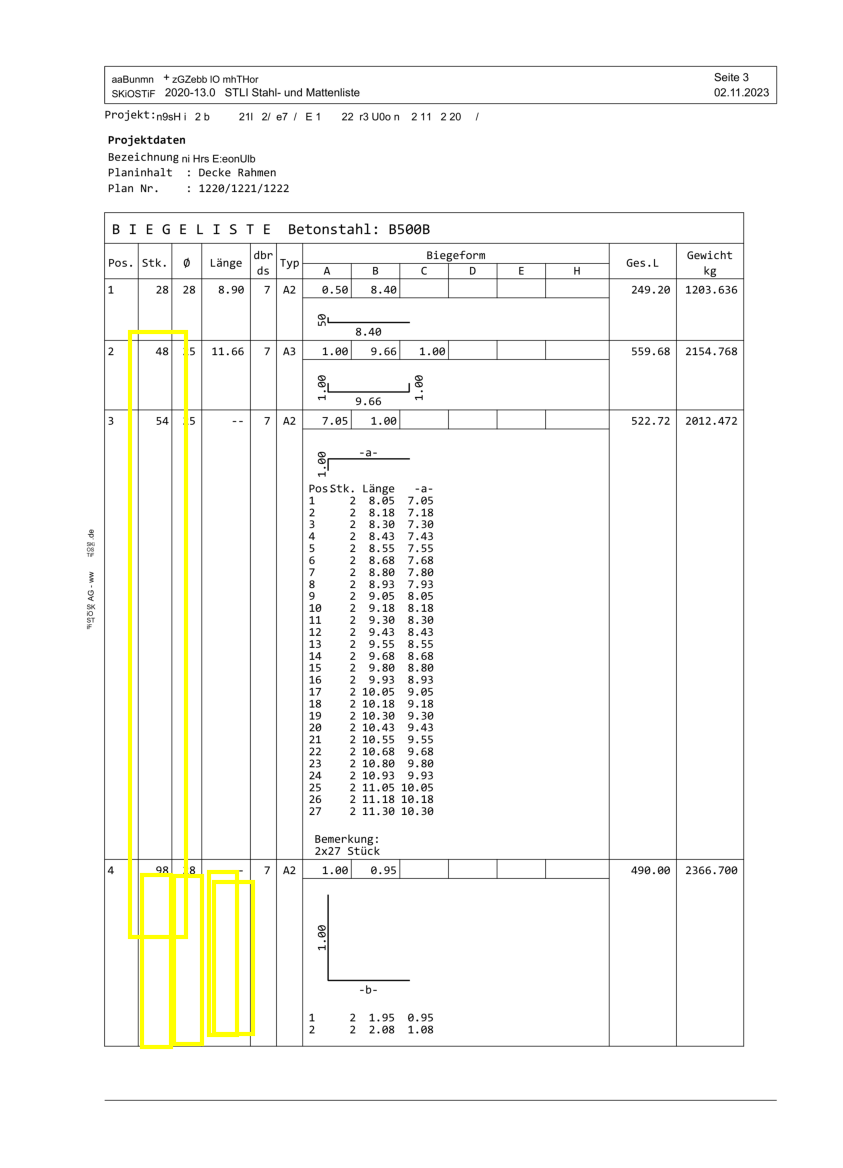 aaBunmn + zGZebb lO mhTHor Seite 3
SKiOSTiF 2020-13.0 STLI Stahl- und Mattenliste 02.11.2023
Projekt:n9sH i 2 b 21l 2/ e7 / E 1 22 r3 U0o n 2 11 2 20 /
Projektdaten
Bezeichnung ni Hrs E:eonUlb
Planinhalt : Decke Rahmen
Plan Nr. : 1220/1221/1222
B I E G E L I S T E Betonstahl: B500B
Pos. Stk. Ø Länge dbr ds Typ Biegeform Ges.L Gewicht kg
A B C D E H
1 28 28 8.90 7 A2 0.50 8.40 249.20 1203.636
50
8.40
2 48 5 11.66 7 A3 1.00 9.66 1.00 559.68 2154.768
1.00 1.00
9.66
3 54 5 -- 7 A2 7.05 1.00 522.72 2012.472
1.00 -a-
Pos Stk. Länge -a-
1 2 8.05 7.05
2 2 8.18 7.18
3 2 8.30 7.30
4 2 8.43 7.43
5 2 8.55 7.55
6 2 8.68 7.68
7 2 8.80 7.80
8 2 8.93 7.93
9 2 9.05 8.05
10 2 9.18 8.18
11 2 9.30 8.30
12 2 9.43 8.43
13 2 9.55 8.55
14 2 9.68 8.68
15 2 9.80 8.80
16 2 9.93 8.93
17 2 10.05 9.05
18 2 10.18 9.18
19 2 10.30 9.30
20 2 10.43 9.43
21 2 10.55 9.55
22 2 10.68 9.68
23 2 10.80 9.80
24 2 10.93 9.93
25 2 11.05 10.05
26 2 11.18 10.18
27 2 11.30 10.30
Bemerkung:
2x27 Stück
4 98 8 - 7 A2 1.00 0.95 490.00 2366.700
1.00
-b-
1 2 1.95 0.95
2 2 2.08 1.08
AG - ww .de